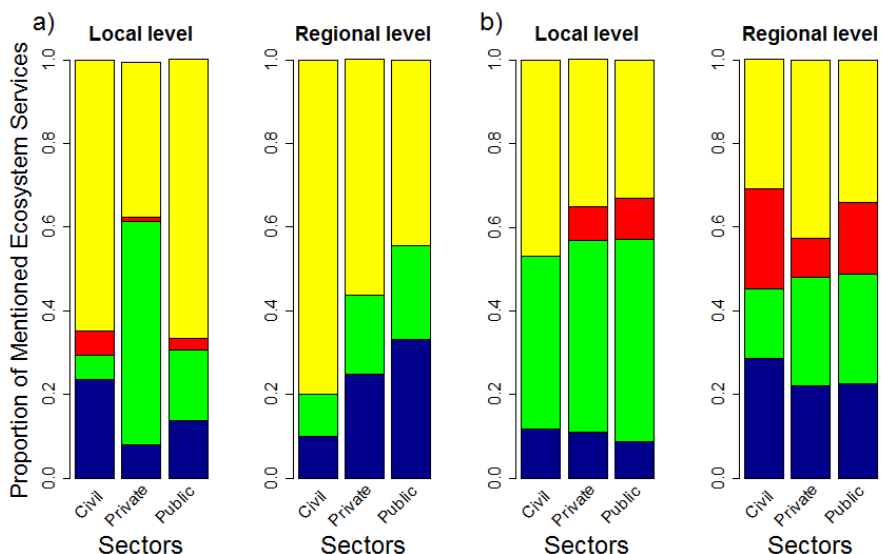 a)
Local level
Regional level
b)
Local level
Regional level
Proportion of Mentioned Ecosystem Services
0.0 0.2 0.4 0.6 0.8 1.0
Civil Private Public
Sectors
0.0 0.2 0.4 0.6 0.8 1.0
Civil Private Public
Sectors
0.0 0.2 0.4 0.6 0.8 1.0
Civil Private Public
Sectors
0.0 0.2 0.4 0.6 0.8 1.0
Civil Private Public
Sectors